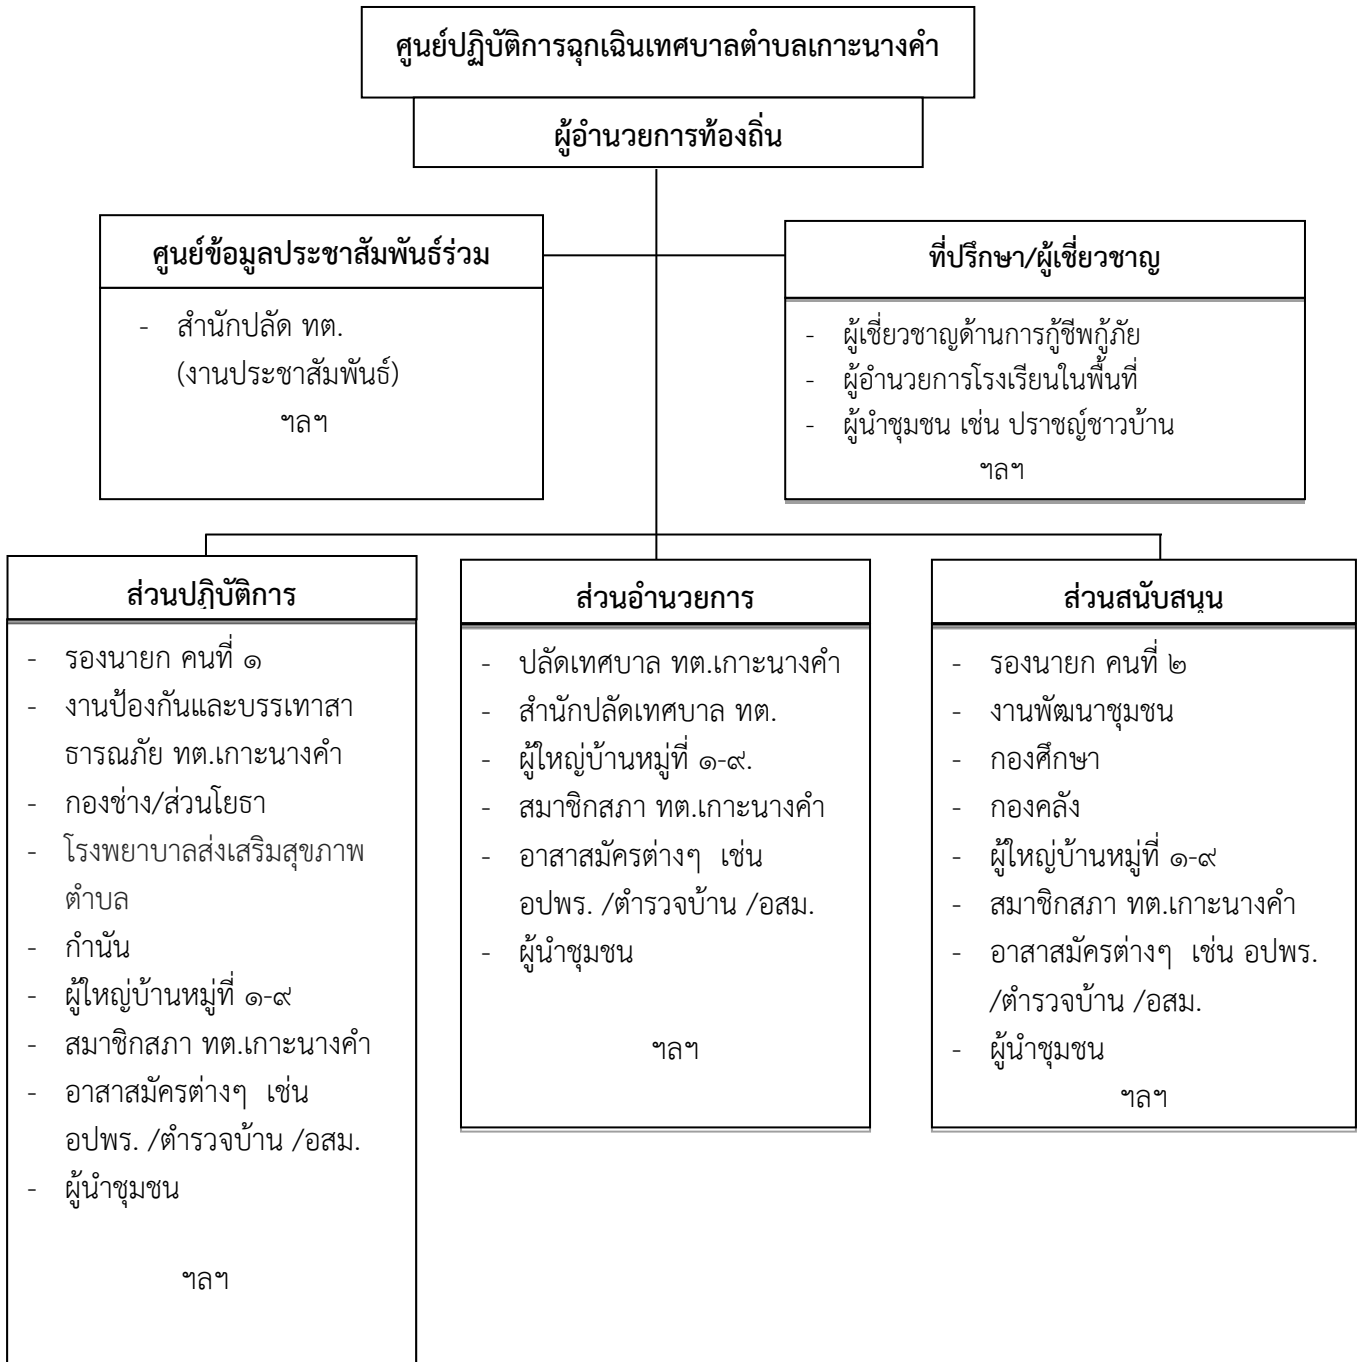 ศูนย์ปฏิบัติการฉุกเฉินเทศบาลตำบลเกาะนางคำ
ผู้อำนวยการท้องถิ่น
ศูนย์ข้อมูลประชาสัมพันธ์ร่วม
- สำนักปลัด ทต.
(งานประชาสัมพันธ์)
ฯลฯ
ที่ปรึกษา/ผู้เชี่ยวชาญ
- ผู้เชี่ยวชาญด้านการกู้ชีพกู้ภัย
- ผู้อำนวยการโรงเรียนในพื้นที่
- ผู้นำชุมชน เช่น ปราชญ์ชาวบ้าน
ฯลฯ
ส่วนปฏิบัติการ
- รองนายก คนที่ ๑
- งานป้องกันและบรรเทาสา
ธารณภัย ทต.เกาะนางคำ
- กองช่าง/ส่วนโยธา
- โรงพยาบาลส่งเสริมสุขภาพ
ตำบล
- กำนัน
- ผู้ใหญ่บ้านหมู่ที่ ๑-๙
- สมาชิกสภา ทต.เกาะนางคำ
- อาสาสมัครต่างๆ เช่น
อปพร. /ตำรวจบ้าน /อสม.
- ผู้นำชุมชน
ฯลฯ
ส่วนอำนวยการ
- ปลัดเทศบาล ทต.เกาะนางคำ
- สำนักปลัดเทศบาล ทต.
- ผู้ใหญ่บ้านหมู่ที่ ๑-๙.
- สมาชิกสภา ทต.เกาะนางคำ
- อาสาสมัครต่างๆ เช่น
อปพร. /ตำรวจบ้าน /อสม.
- ผู้นำชุมชน
ฯลฯ
ส่วนสนับสนุน
- รองนายก คนที่ ๒
- งานพัฒนาชุมชน
- กองศึกษา
- กองคลัง
- ผู้ใหญ่บ้านหมู่ที่ ๑-๙
- สมาชิกสภา ทต.เกาะนางคำ
- อาสาสมัครต่างๆ เช่น อปพร.
/ตำรวจบ้าน /อสม.
- ผู้นำชุมชน
ฯลฯ